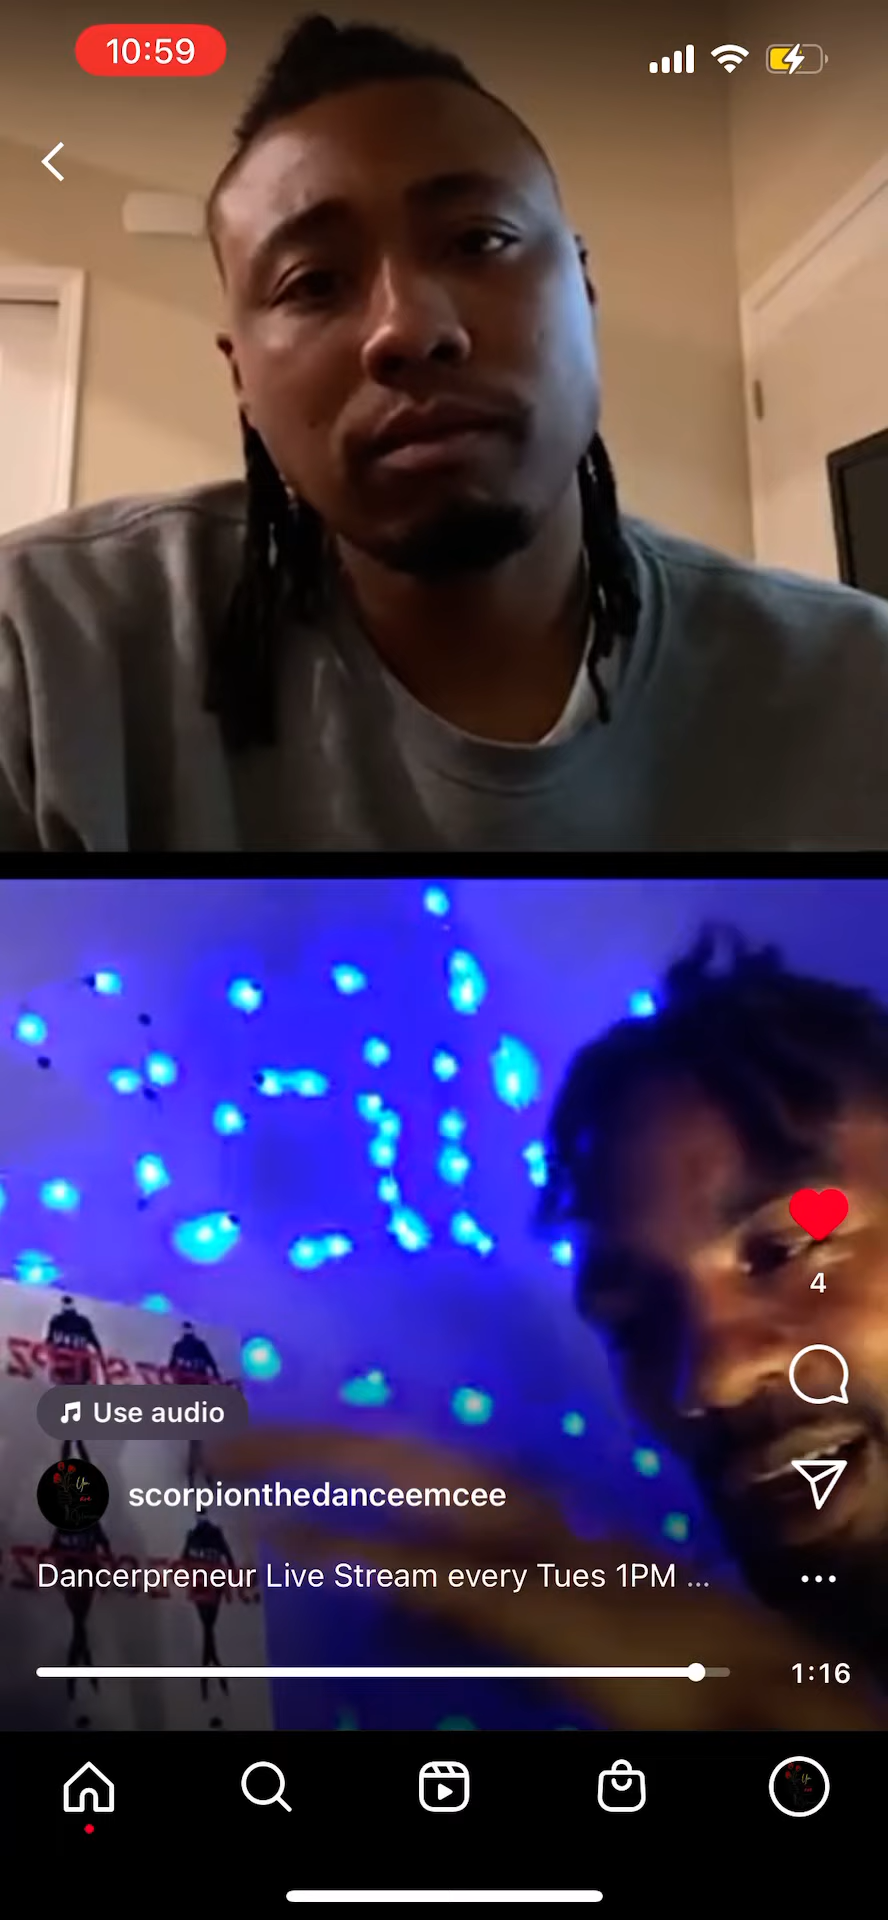 10:59
4
Use audio
scorpionthedanceemcee
Dancerpreneur Live Stream every Tues 1PM ...
1:16